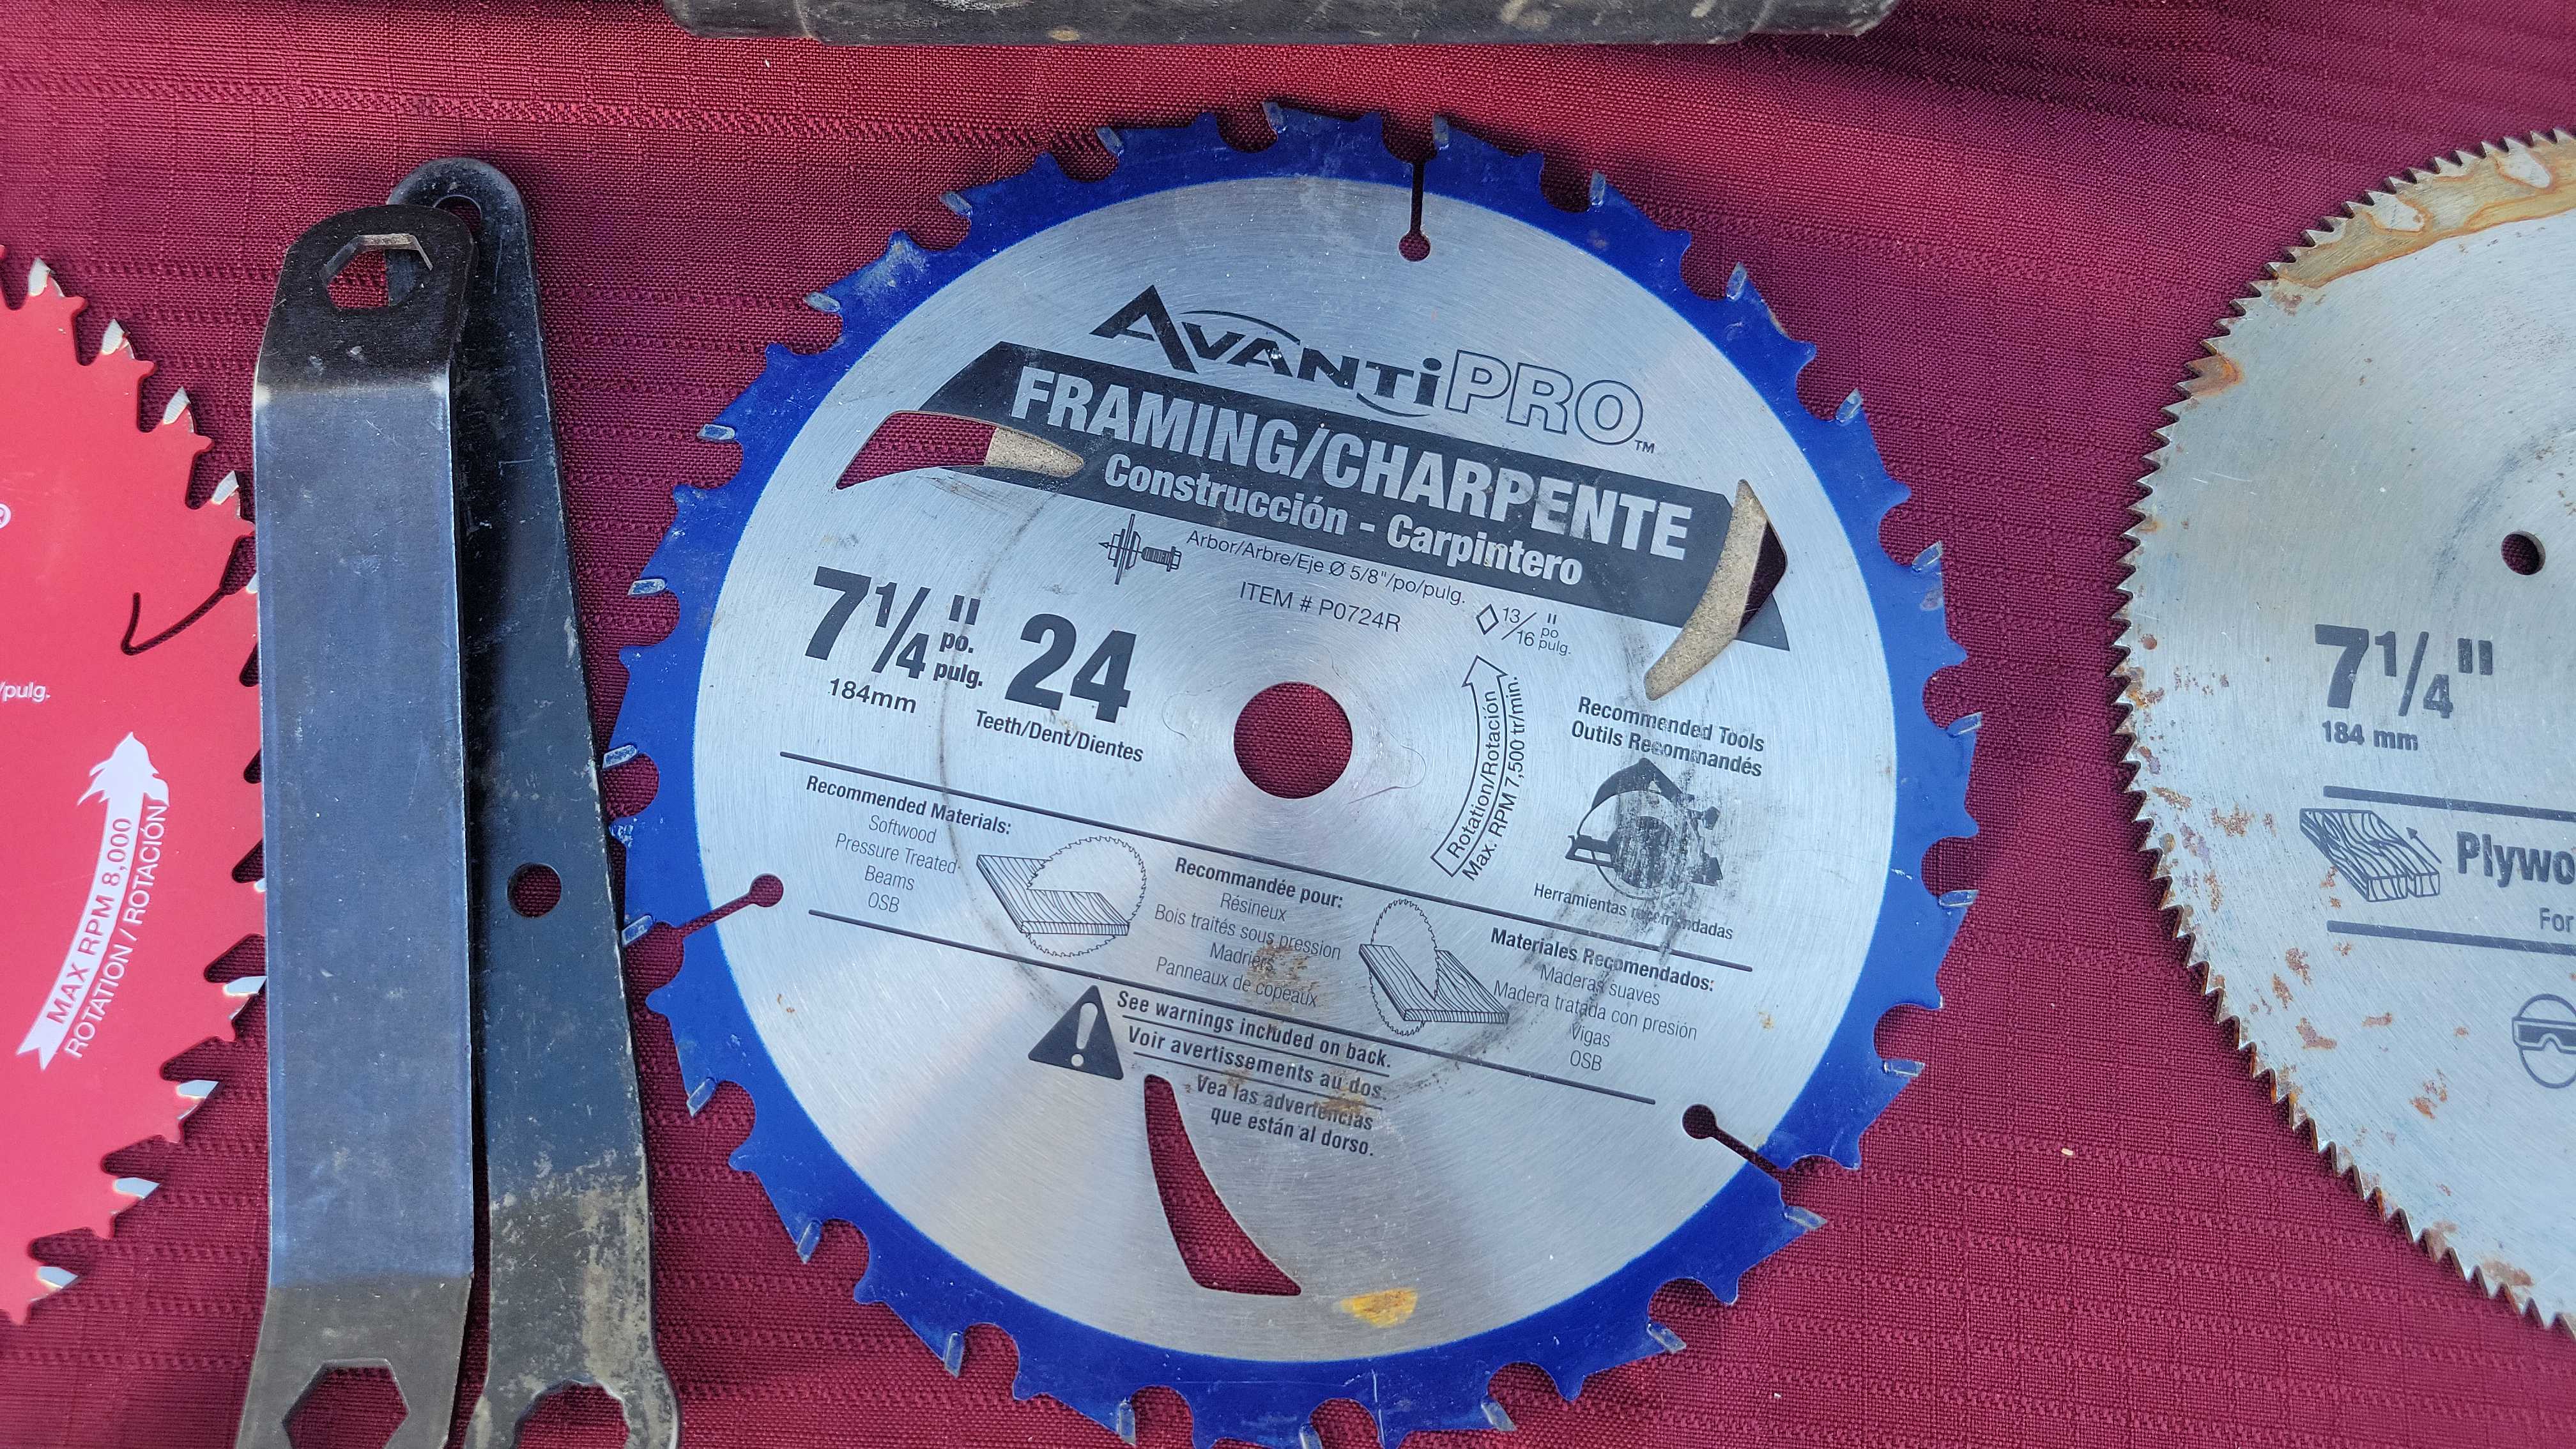 ®
/pulg.
MAX RPM 8,000
ROTATION / ROTACIÓN
AVANTI PRO™
FRAMING/CHARPENTE
Construcción - Carpintero
Arbor/Arbre/Eje Ø 5/8"/po/pulg.
ITEM # P0724R
13/16 " po pulg.
7 1/4 " po. pulg.
184mm
24
Teeth/Dent/Dientes
Rotation/Rotación
Max. RPM 7,500 tr/min.
Recommended Tools
Outils Recommandés
Herramientas recomendadas
Recommended Materials:
Softwood
Pressure Treated
Beams
OSB
Recommandée pour:
Résineux
Bois traités sous pression
Madriers
Panneaux de copeaux
Materiales Recomendados:
Maderas suaves
Madera tratada con presión
Vigas
OSB
See warnings included on back.
Voir avertissements au dos.
Vea las advertencias
que están al dorso.
7 1/4"
184 mm
Plywo
For